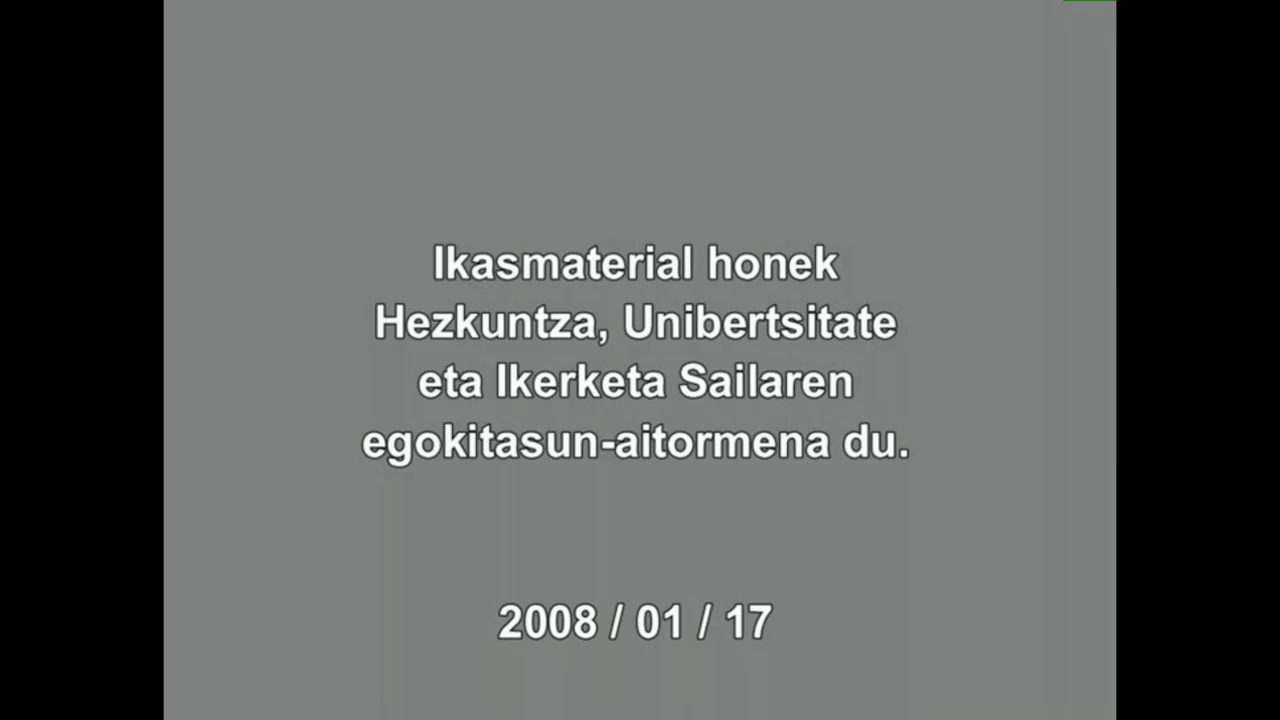 Ikasmaterial honek
Hezkuntza, Unibertsitate
eta Ikerketa Sailaren
egokitasun-aitormena du.
2008 / 01 / 17